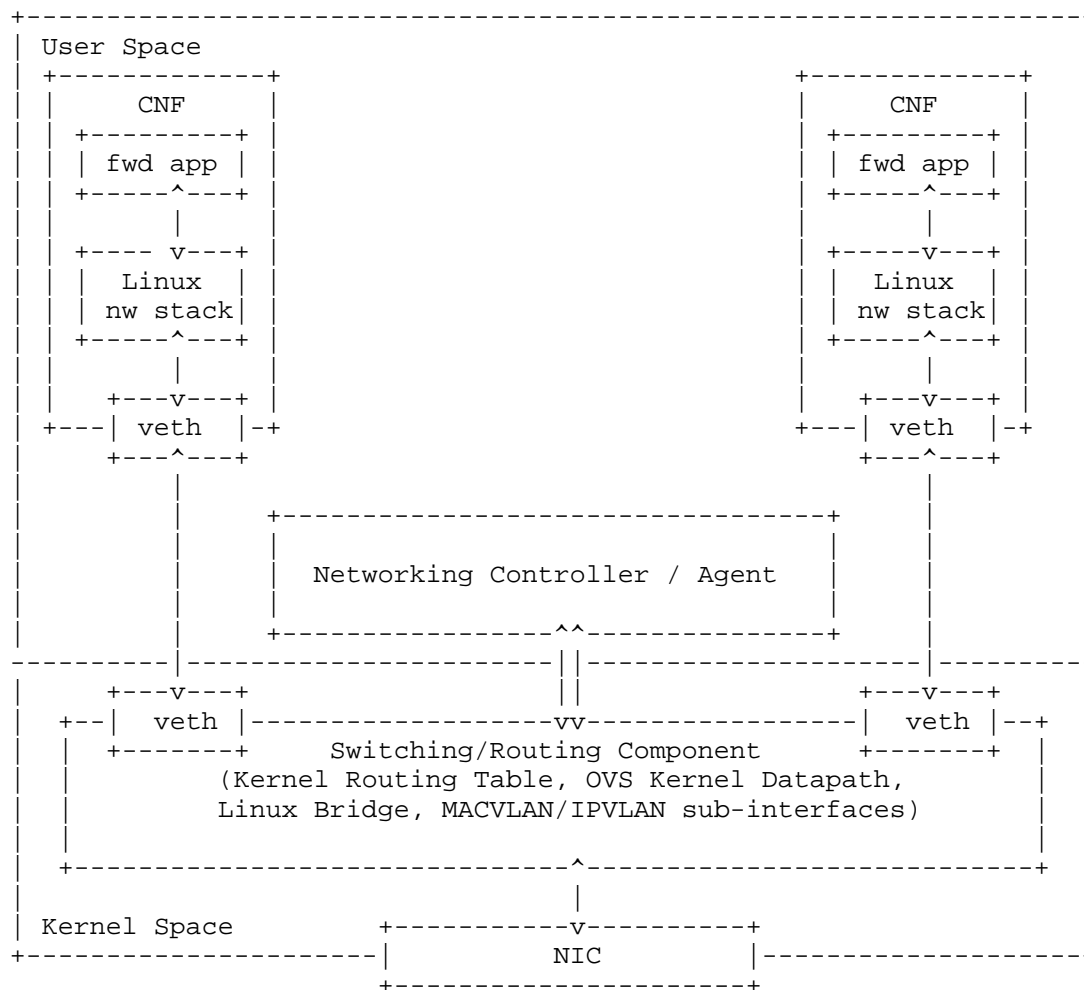 User Space
CNF CNF
fwd app fwd app
Linux Linux
nw stack nw stack
veth veth
Networking Controller / Agent
veth veth
Switching/Routing Component
(Kernel Routing Table, OVS Kernel Datapath,
Linux Bridge, MACVLAN/IPVLAN sub-interfaces)
Kernel Space
NIC